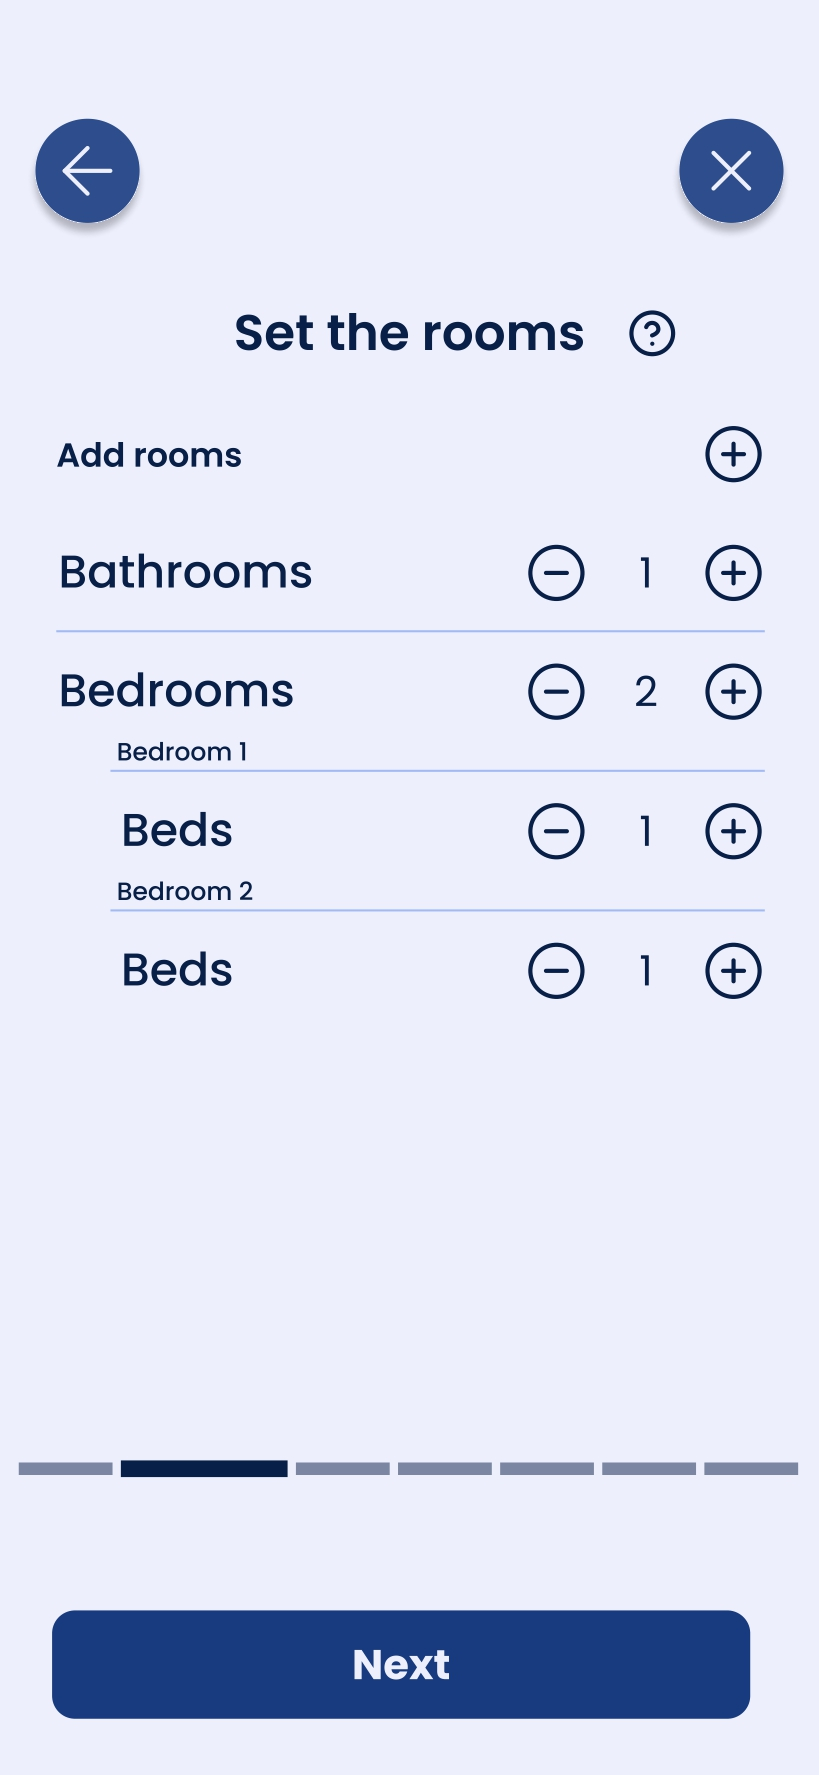 Set the rooms ?
Add rooms
Bathrooms 1
Bedrooms 2
Bedroom 1
Beds 1
Bedroom 2
Beds 1
Next